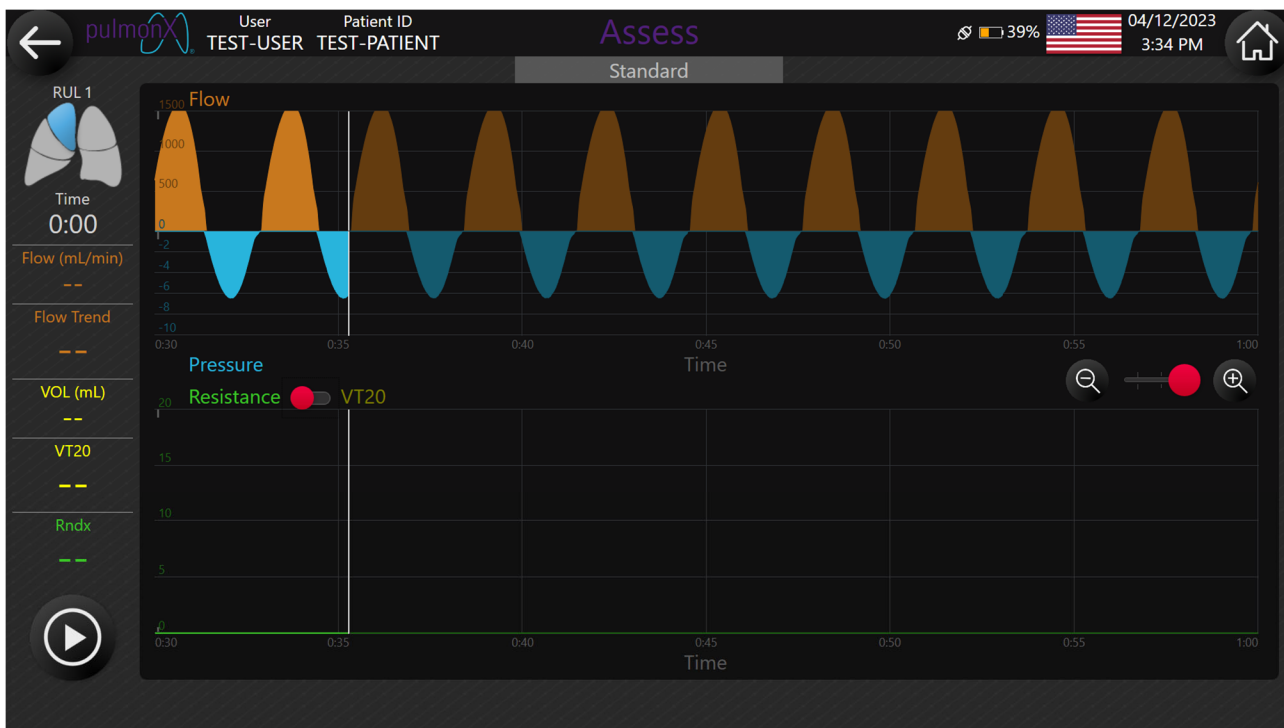 pulmonX
User
TEST-USER
Patient ID
TEST-PATIENT
Assess
39%
04/12/2023
3:34 PM
Standard
RUL 1
Time
0:00
Flow (mL/min)
--
Flow Trend
--
VOL (mL)
--
VT20
--
Rndx
--
Flow
1500
1000
500
0
-2
-4
-6
-8
-10
0:30 0:35 0:40 0:45 0:50 0:55 1:00
Pressure
Time
Resistance VT20
20
15
10
5
0
0:30 0:35 0:40 0:45 0:50 0:55 1:00
Time